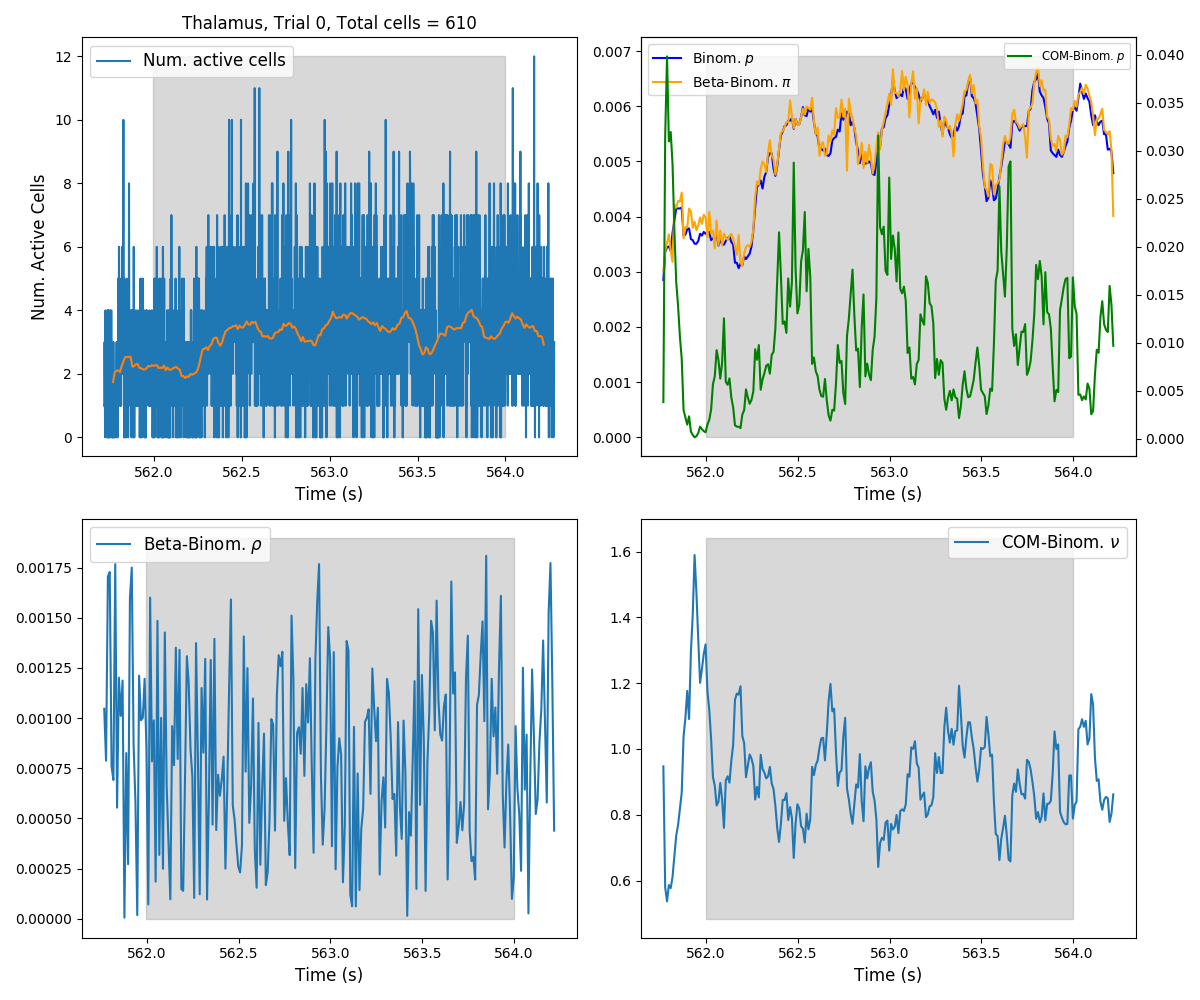 Thalamus, Trial 0, Total cells = 610
Num. active cells
12
10
8
6
4
2
0
Num. Active Cells
562.0 562.5 563.0 563.5 564.0
Time (s)
Binom. p
Beta-Binom. π
COM-Binom. p
0.007
0.006
0.005
0.004
0.003
0.002
0.001
0.000
0.040
0.035
0.030
0.025
0.020
0.015
0.010
0.005
0.000
562.0 562.5 563.0 563.5 564.0
Time (s)
Beta-Binom. ρ
0.00175
0.00150
0.00125
0.00100
0.00075
0.00050
0.00025
0.00000
562.0 562.5 563.0 563.5 564.0
Time (s)
COM-Binom. ν
1.6
1.4
1.2
1.0
0.8
0.6
562.0 562.5 563.0 563.5 564.0
Time (s)